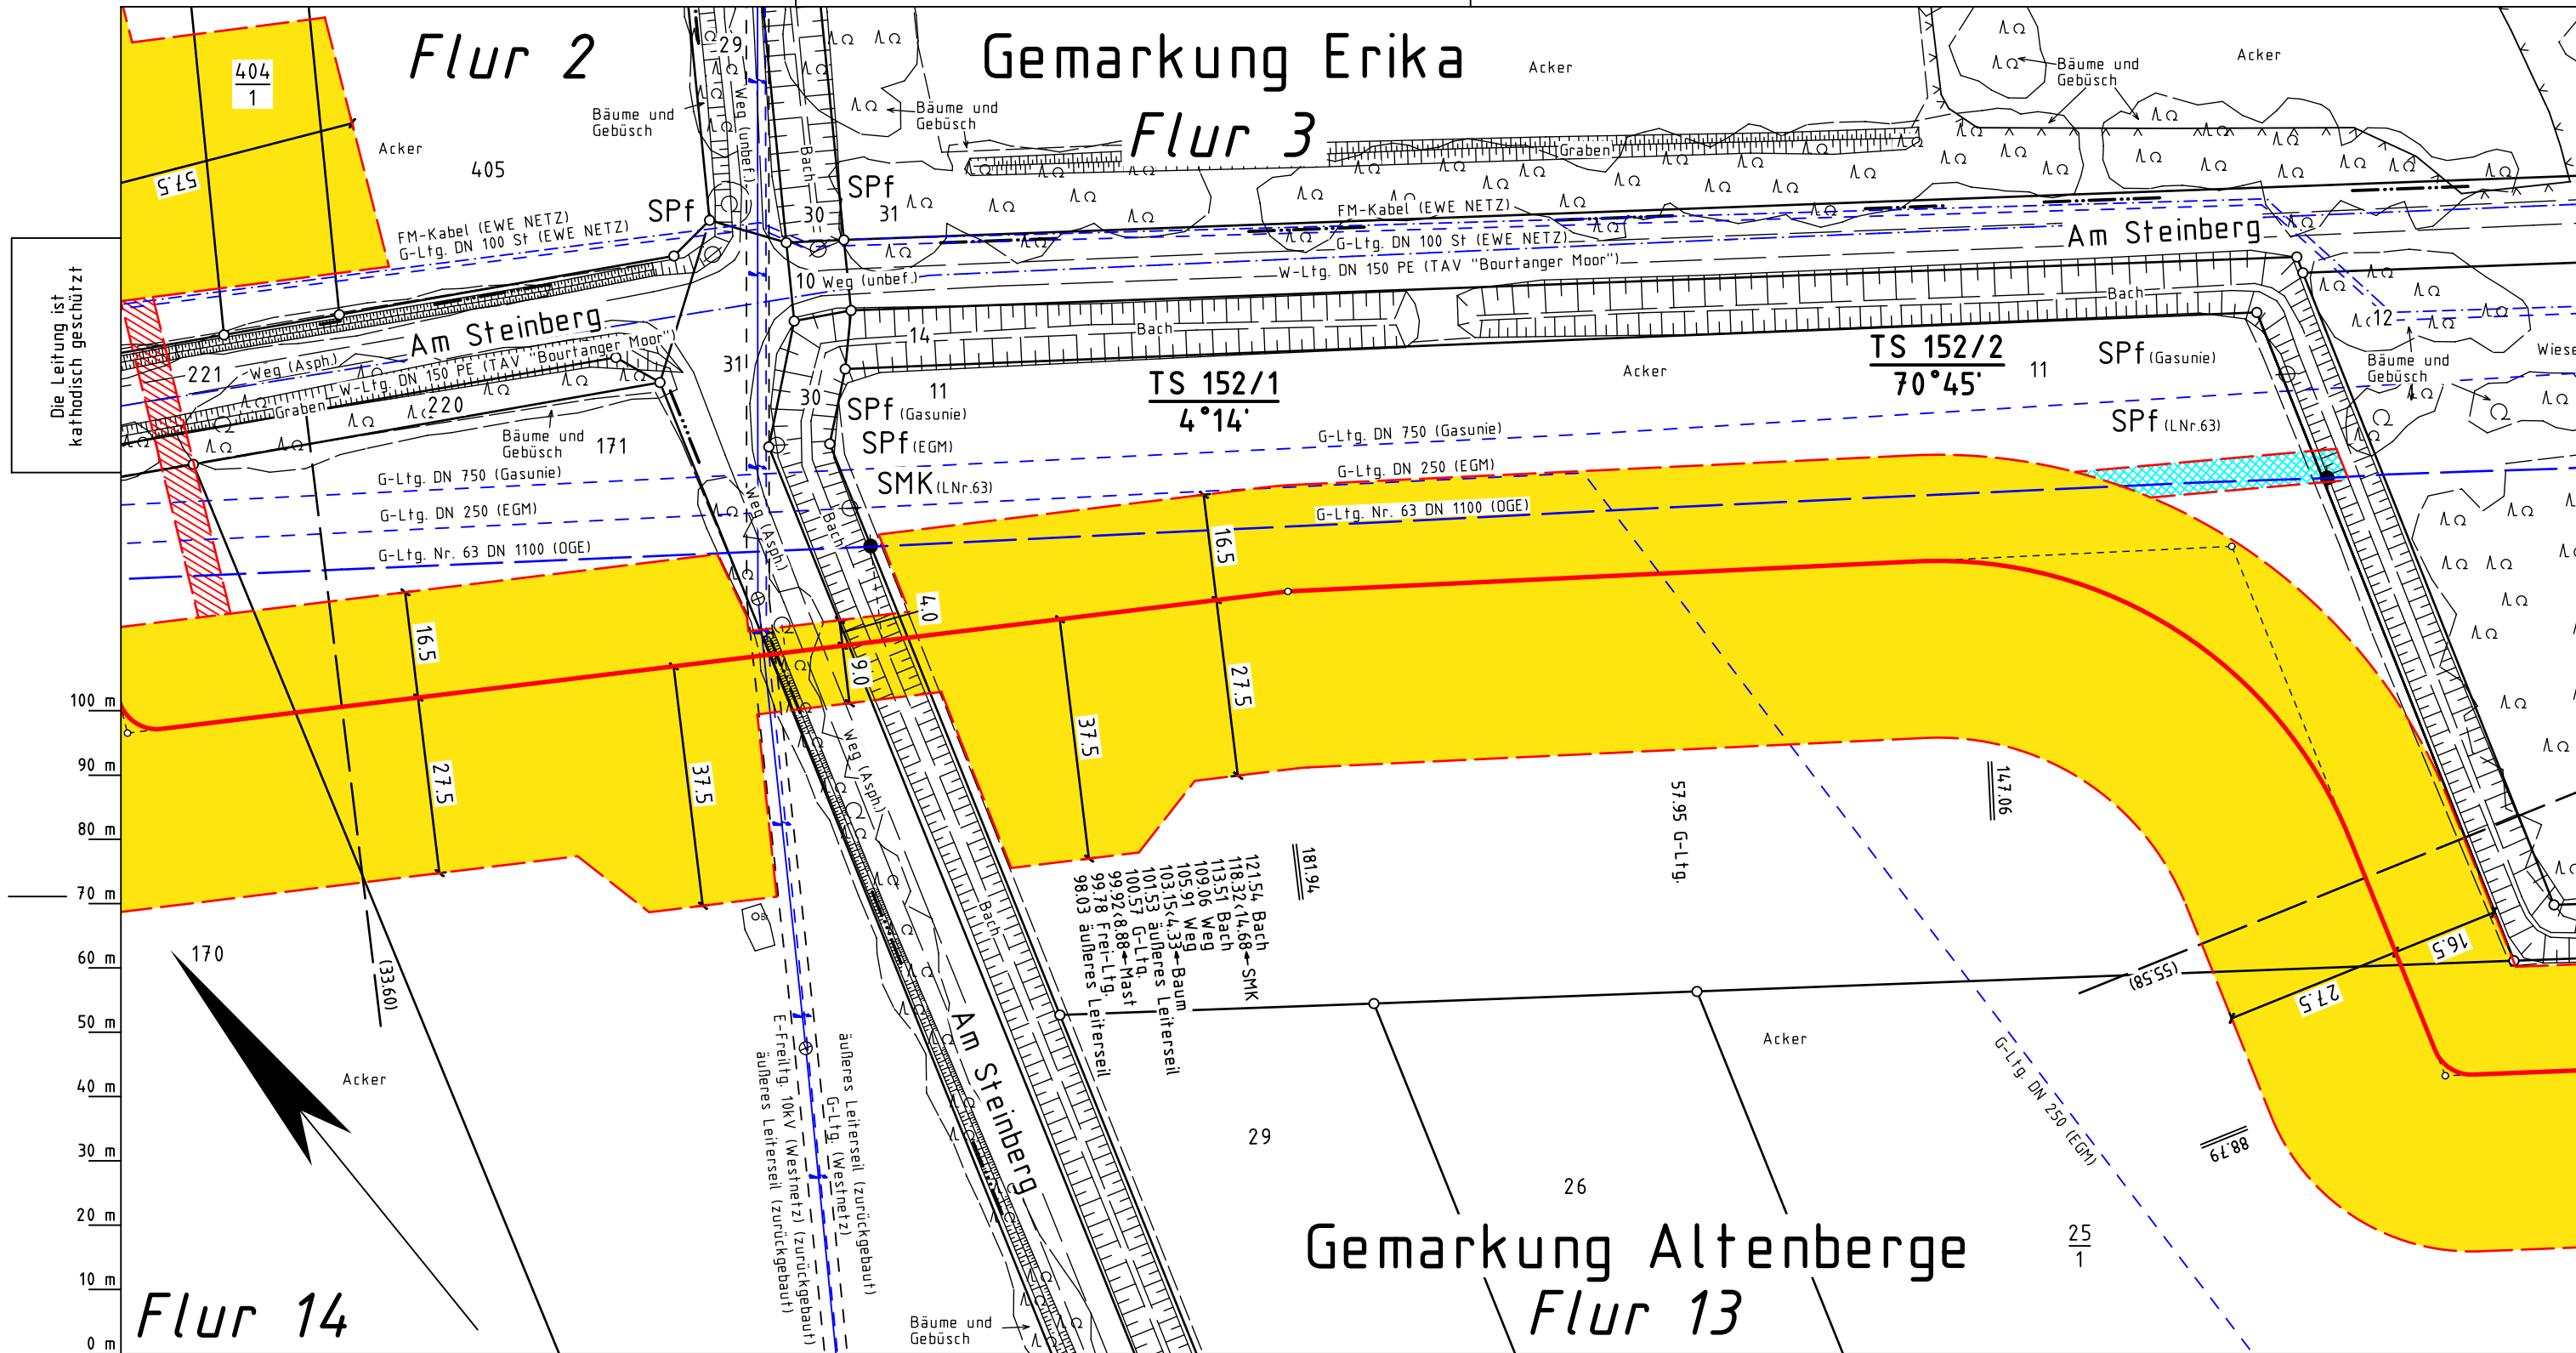 Flur 2
Gemarkung Erika
Flur 3
404
1
57.5
Acker
405
Bäume und
Gebüsch
29
Weg (unbef.)
Bach
30
SPf
SPf
31
Bäume und
Gebüsch
Acker
Graben
Bäume und
Gebüsch
Acker
FM-Kabel (EWE NETZ)
G-Ltg. DN 100 St (EWE NETZ)
FM-Kabel (EWE NETZ)
G-Ltg. DN 100 St (EWE NETZ)
W-Ltg. DN 150 PE (TAV "Bourtanger Moor")
Am Steinberg
10 Weg (unbef.)
Die Leitung ist
kathodisch geschützt
Am Steinberg
221
Weg (Asph.)
W-Ltg. DN 150 PE (TAV "Bourtanger Moor")
Graben
220
Bäume und
Gebüsch
171
31
30
14
Bach
Bach
11
SPf (Gasunie)
SPf (EGM)
SMK (LNr.63)
TS 152/1
4°14'
Acker
TS 152/2
70°45'
11
SPf (Gasunie)
SPf (LNr.63)
12
Bäume und
Gebüsch
Wiese
G-Ltg. DN 750 (Gasunie)
G-Ltg. DN 250 (EGM)
G-Ltg. Nr. 63 DN 1100 (OGE)
G-Ltg. DN 750 (Gasunie)
G-Ltg. DN 250 (EGM)
G-Ltg. Nr. 63 DN 1100 (OGE)
Weg (Asph.)
Bach
16.5
27.5
37.5
4.0
9.0
16.5
27.5
37.5
Weg (Asph.)
Bach
121.54 Bach
118.32<14.68 SMK
113.51 Bach
109.06 Weg
105.91 Weg
103.15<4.33 Baum
101.53 äußeres Leiterseil
100.57 G-Ltg.
99.92<8.88 Mast
99.78 Frei-Ltg.
98.03 äußeres Leiterseil
181.94
57.95 G-Ltg.
147.06
16.5
27.5
(55.58)
88.79
100 m
90 m
80 m
70 m
60 m
50 m
40 m
30 m
20 m
10 m
0 m
170
(33.60)
Acker
äußeres Leiterseil (zurückgebaut)
G-Ltg. (Westnetz)
E-Freiltg. 10kV (Westnetz) (zurückgebaut)
äußeres Leiterseil (zurückgebaut)
Am Steinberg
Acker
G-Ltg. DN 250 (EGM)
29
26
25
1
Gemarkung Altenberge
Flur 13
Flur 14
Bäume und
Gebüsch